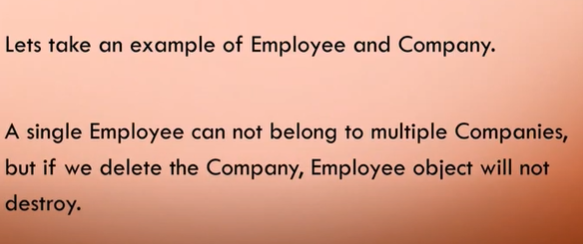 Lets take an example of Employee and Company.
A single Employee can not belong to multiple Companies,
but if we delete the Company, Employee object will not
destroy.